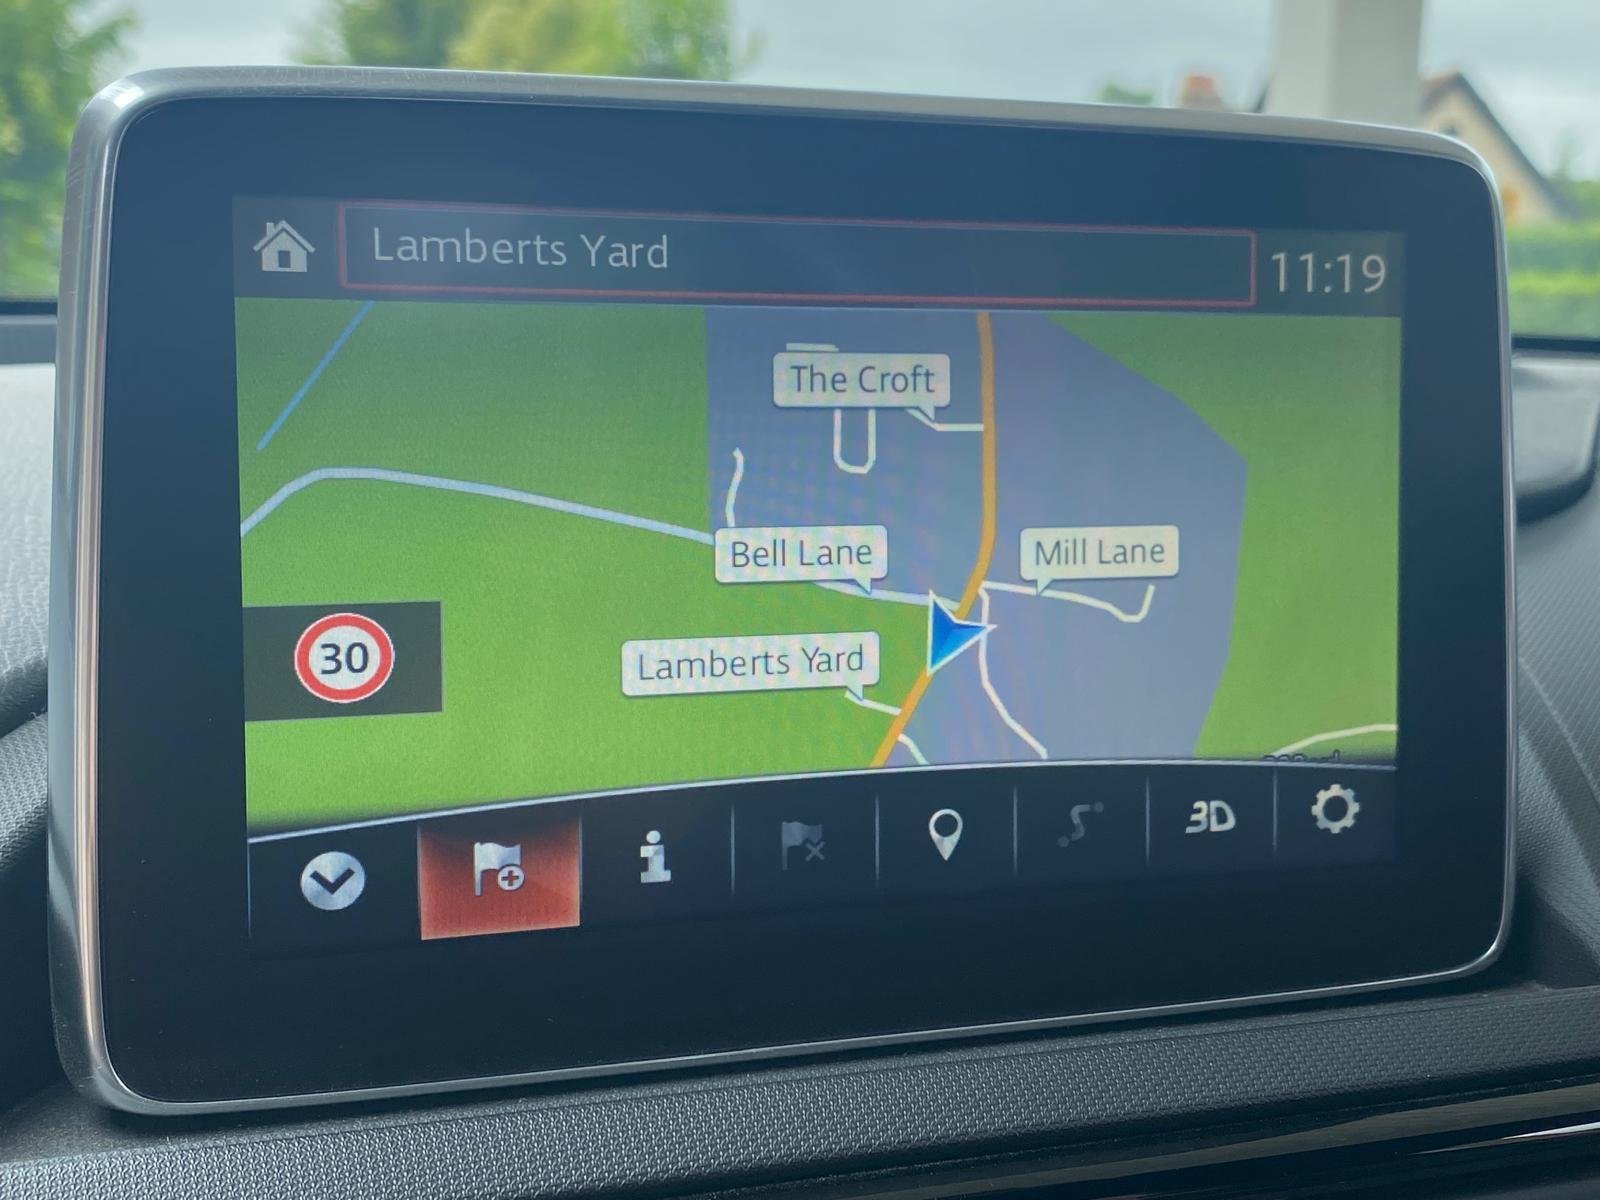 Lamberts Yard
11:19
The Croft
Bell Lane
Mill Lane
Lamberts Yard
30
3D